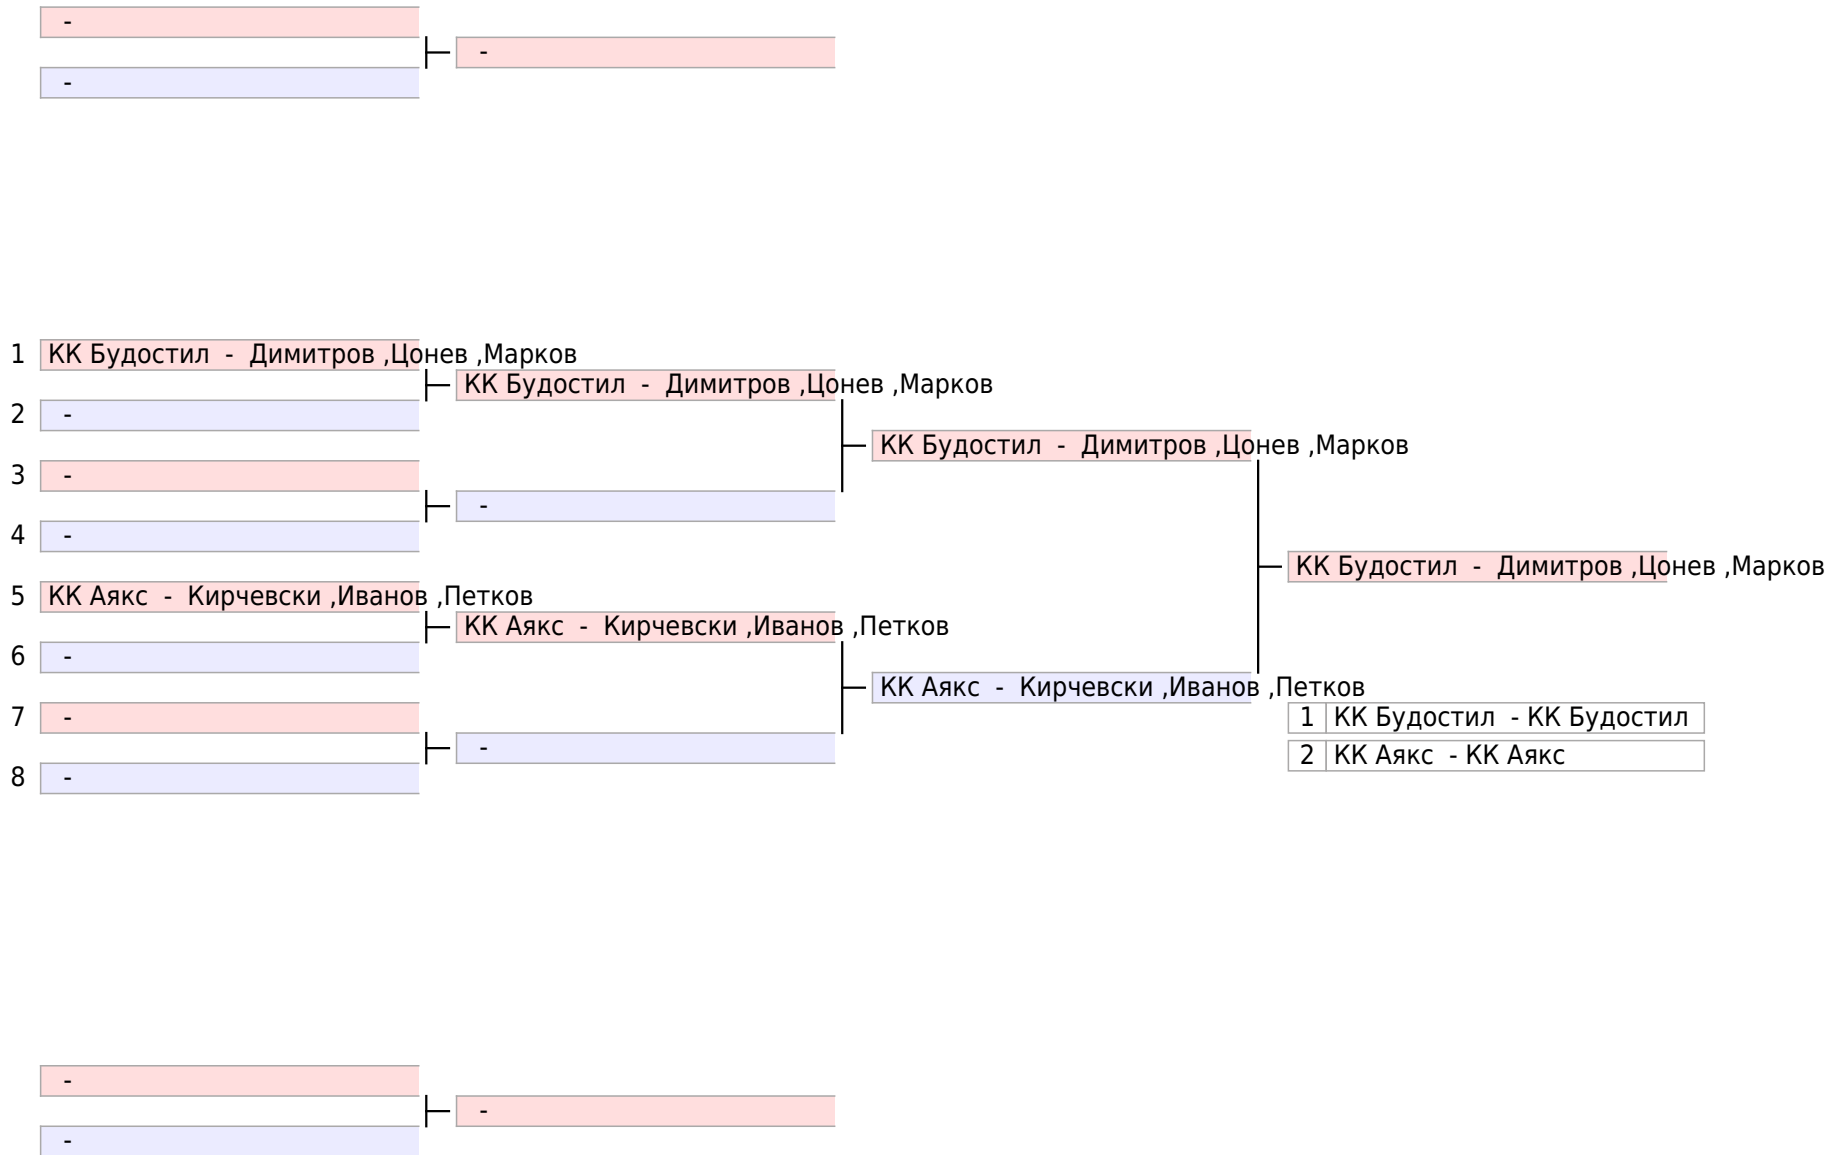 -
-
-
1 КК Будостил - Димитров ,Цонев ,Марков
КК Будостил - Димитров ,Цонев ,Марков
2 -
КК Будостил - Димитров ,Цонев ,Марков
3 -
-
4 -
КК Будостил - Димитров ,Цонев ,Марков
5 КК Аякс - Кирчевски ,Иванов ,Петков
КК Аякс - Кирчевски ,Иванов ,Петков
6 -
КК Аякс - Кирчевски ,Иванов ,Петков
7 -
1 КК Будостил - КК Будостил
-
2 КК Аякс - КК Аякс
8 -
-
-
-